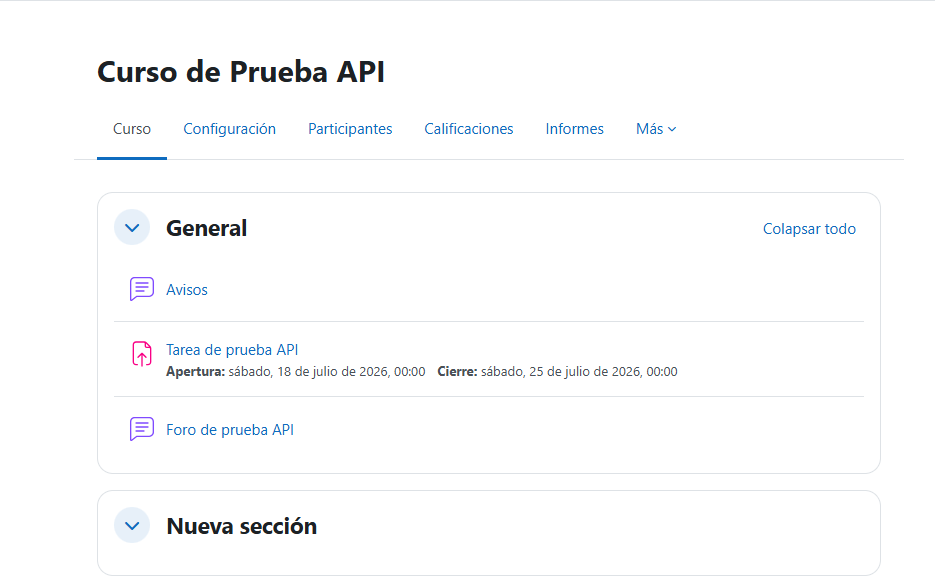 Curso de Prueba API
Curso Configuración Participantes Calificaciones Informes Más
General Colapsar todo
Avisos
Tarea de prueba API
Apertura: sábado, 18 de julio de 2026, 00:00 Cierre: sábado, 25 de julio de 2026, 00:00
Foro de prueba API
Nueva sección